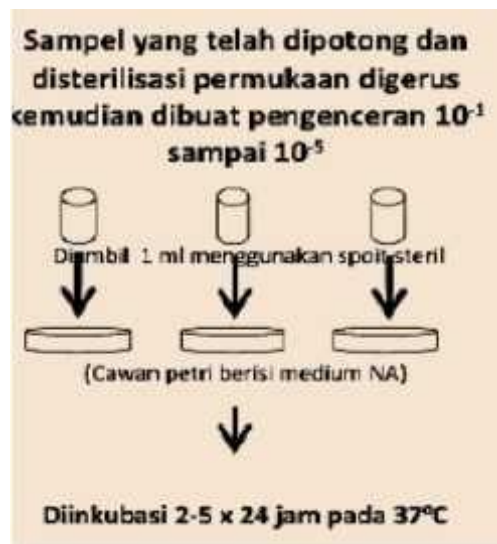 Sampel yang telah dipotong dan
disterilisasi permukaan digerus
kemudian dibuat pengenceran 10⁻¹
sampai 10⁻⁵
Diambil 1 ml menggunakan spoit steril
(Cawan petri berisi medium NA)
Diinkubasi 2-5 x 24 jam pada 37°C